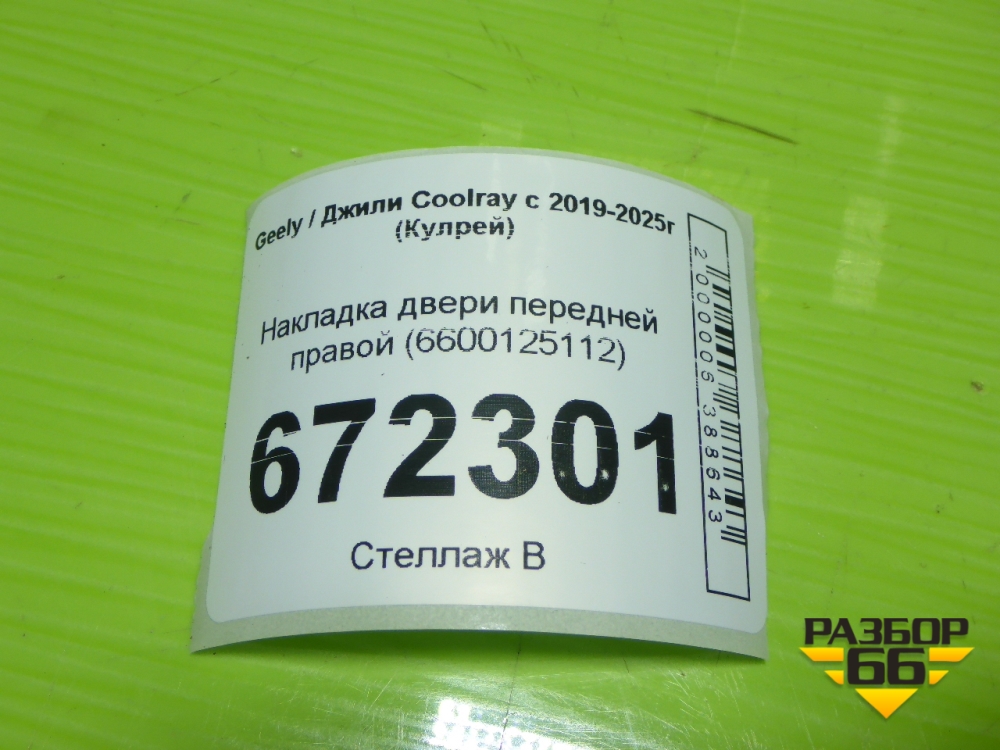 Geely / Джили Coolray с 2019-2025г
(Кулрей)
Накладка двери передней
правой (6600125112)
672301
Стеллаж В
2000006388643
РАЗБОР
66